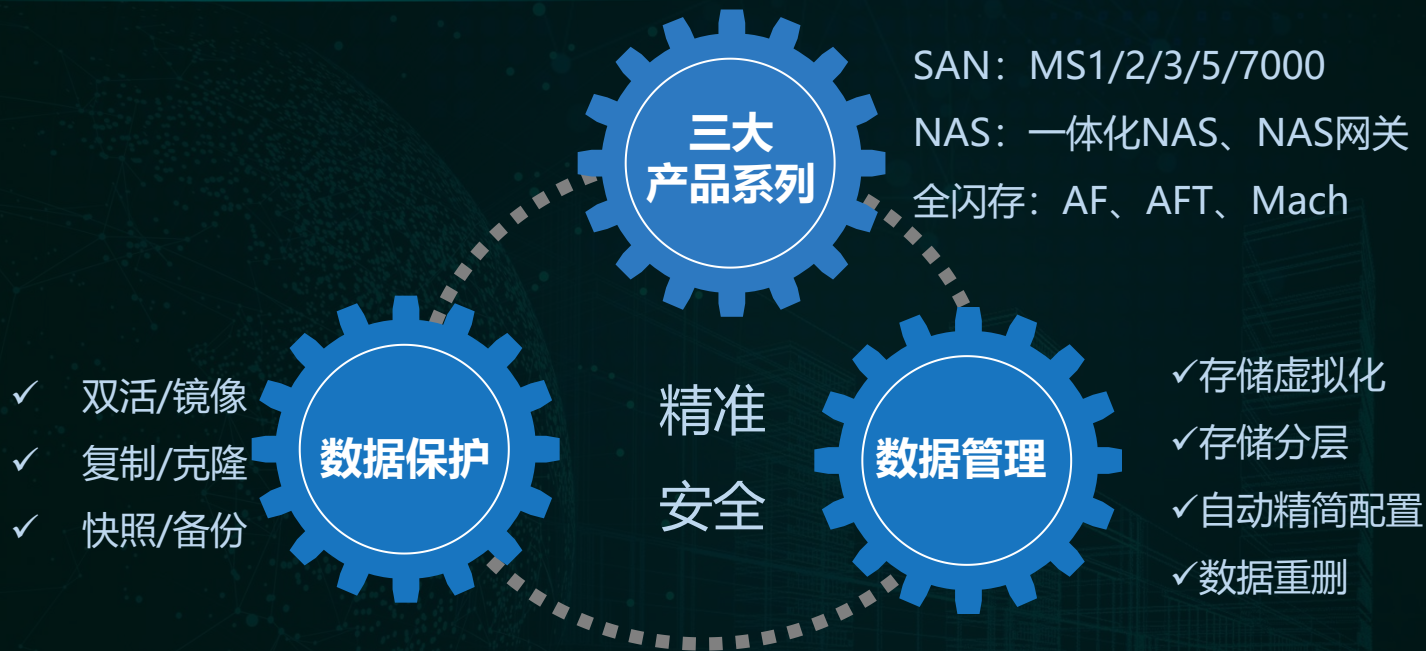 三大
产品系列
SAN：MS1/2/3/5/7000
NAS：一体化NAS、NAS网关
全闪存：AF、AFT、Mach
✓ 双活/镜像
✓ 复制/克隆
✓ 快照/备份
数据保护
精准
安全
数据管理
✓存储虚拟化
✓存储分层
✓自动精简配置
✓数据重删